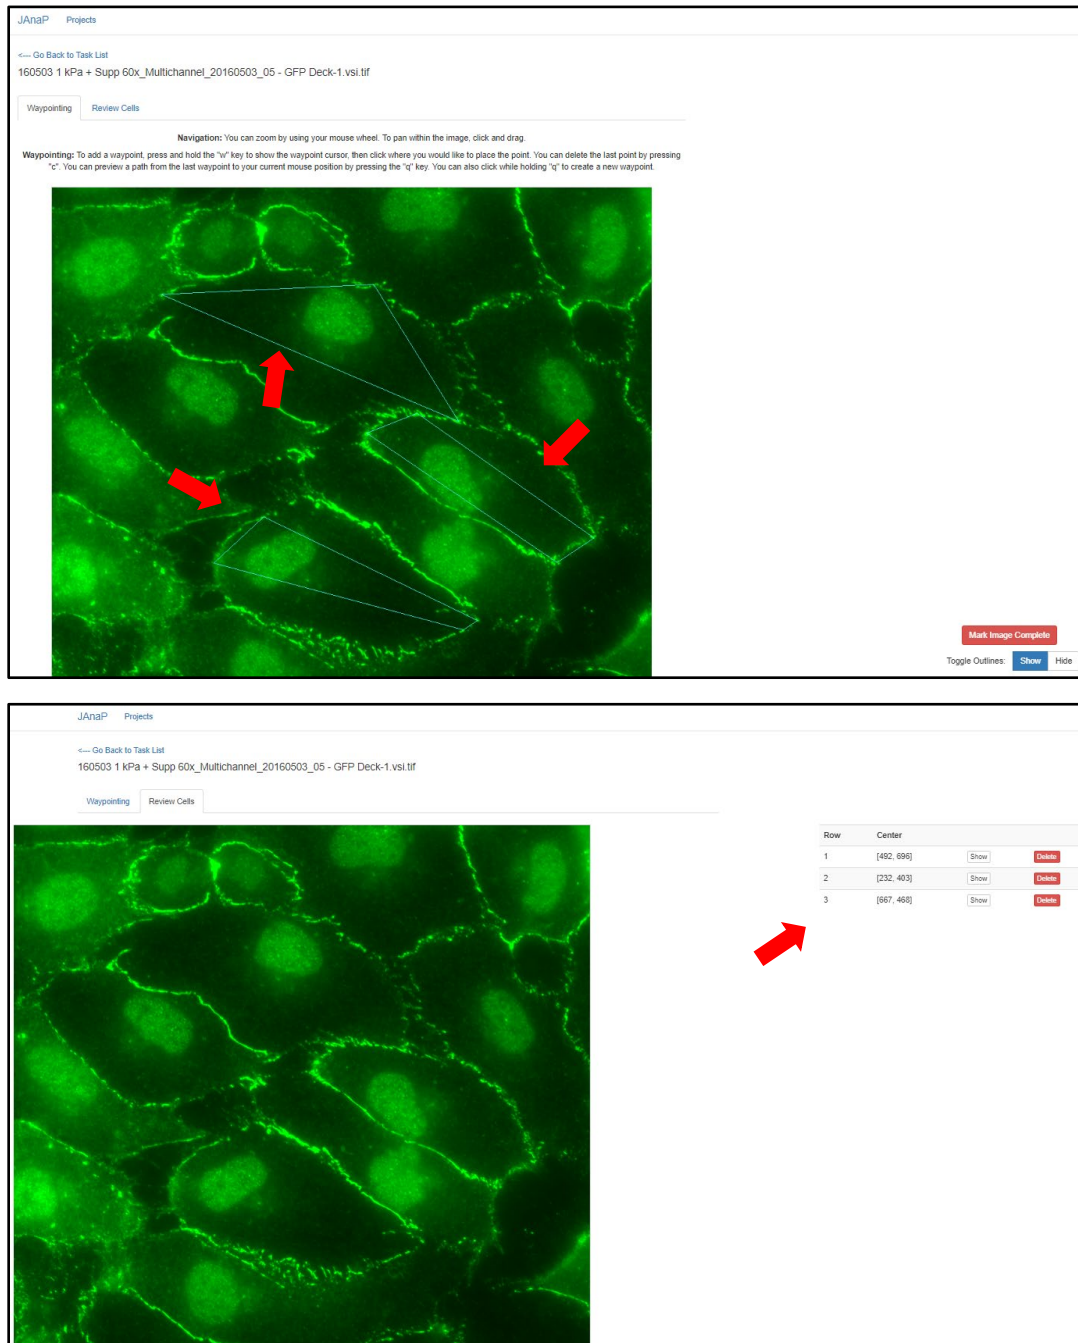 JAnaP Projects
<--- Go Back to Task List
160503 1 kPa + Supp 60x_Multichannel_20160503_05 - GFP Deck-1.vsi.tif
Waypointing Review Cells
Navigation: You can zoom by using your mouse wheel. To pan within the image, click and drag.
Waypointing: To add a waypoint, press and hold the "w" key to show the waypoint cursor, then click where you would like to place the point. You can delete the last point by pressing
"c". You can preview a path from the last waypoint to your current mouse position by pressing the "q" key. You can also click while holding "q" to create a new waypoint.
Mark Image Complete
Toggle Outlines: Show Hide
JAnaP Projects
<--- Go Back to Task List
160503 1 kPa + Supp 60x_Multichannel_20160503_05 - GFP Deck-1.vsi.tif
Waypointing Review Cells
Row Center
1 [492, 696] Show Delete
2 [232, 403] Show Delete
3 [667, 468] Show Delete